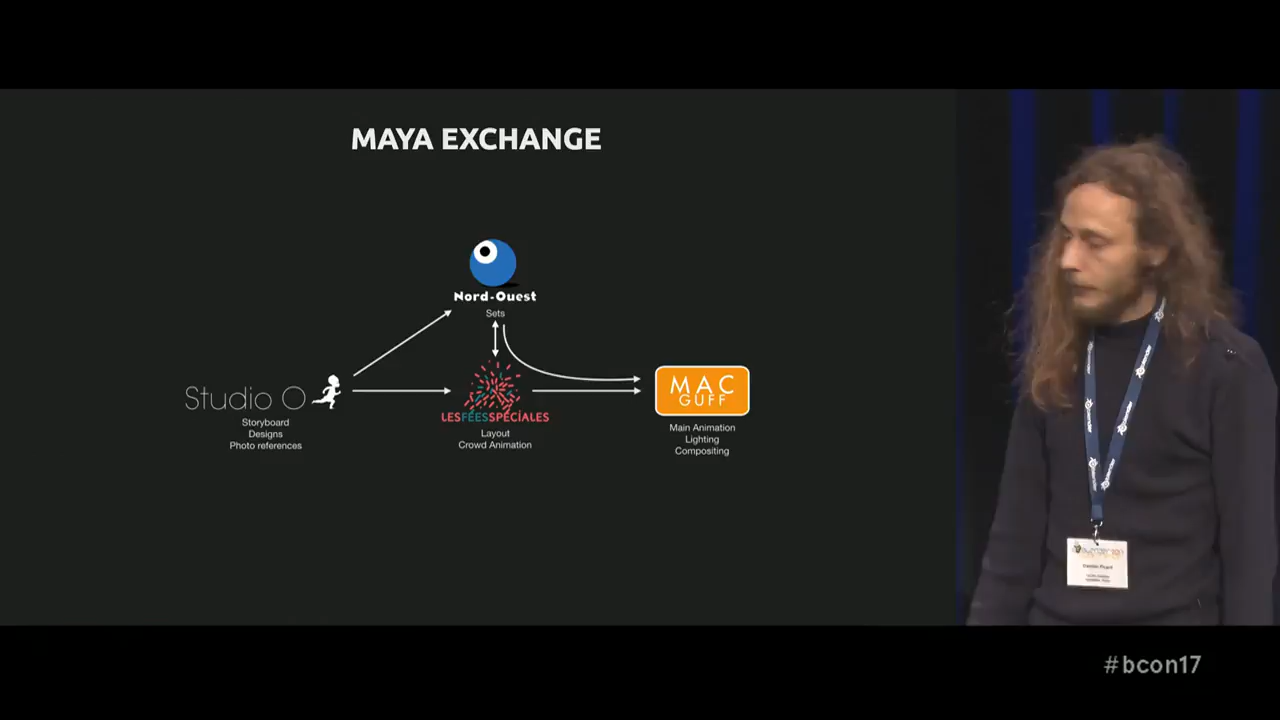 MAYA EXCHANGE
Nord-Ouest
Sets
Studio O
Storyboard
Designs
Photo references
LESFÉESSPÉCIALES
Layout
Crowd Animation
MAC
GUFF
Main Animation
Lighting
Compositing
#bcon17